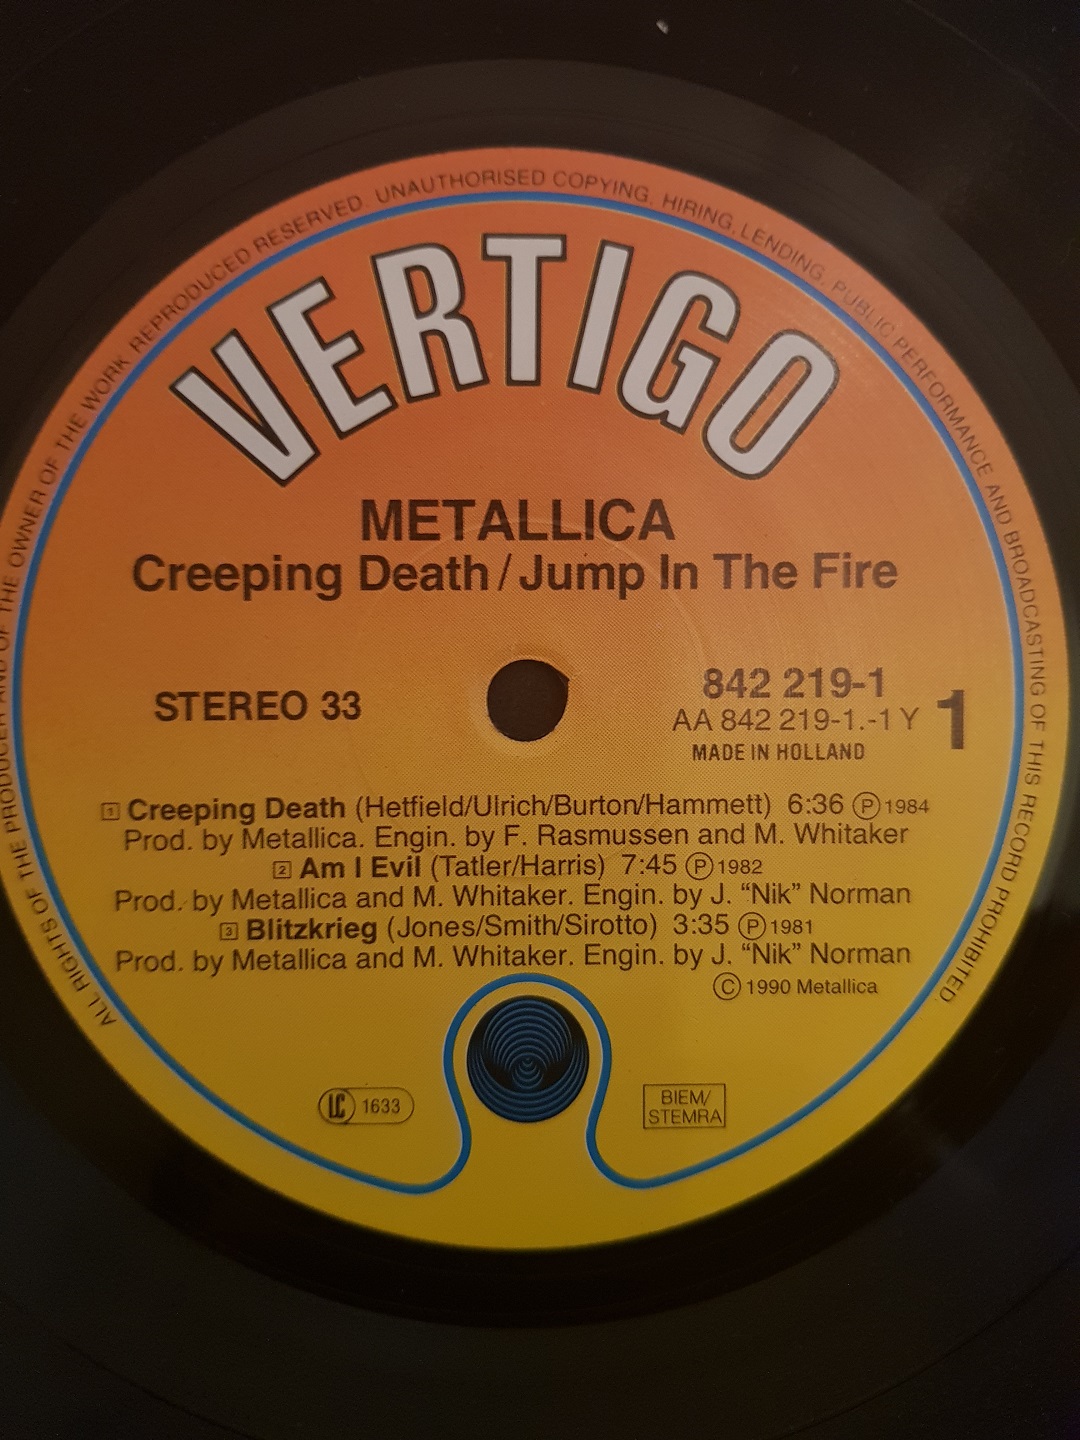 ALL RIGHTS OF THE PRODUCER AND OF THE OWNER OF THE WORK REPRODUCED RESERVED. UNAUTHORISED COPYING, HIRING, LENDING, PUBLIC PERFORMANCE AND BROADCASTING OF THIS RECORD PROHIBITED.
VERTIGO
METALLICA
Creeping Death / Jump In The Fire
STEREO 33
842 219-1
AA 842 219-1.-1 Y
1
MADE IN HOLLAND
1 Creeping Death (Hetfield/Ulrich/Burton/Hammett) 6:36 Ⓟ 1984
Prod. by Metallica. Engin. by F. Rasmussen and M. Whitaker
2 Am I Evil (Tatler/Harris) 7:45 Ⓟ 1982
Prod. by Metallica and M. Whitaker. Engin. by J. “Nik” Norman
3 Blitzkrieg (Jones/Smith/Sirotto) 3:35 Ⓟ 1981
Prod. by Metallica and M. Whitaker. Engin. by J. “Nik” Norman
© 1990 Metallica
LC 1633
BIEM/
STEMRA